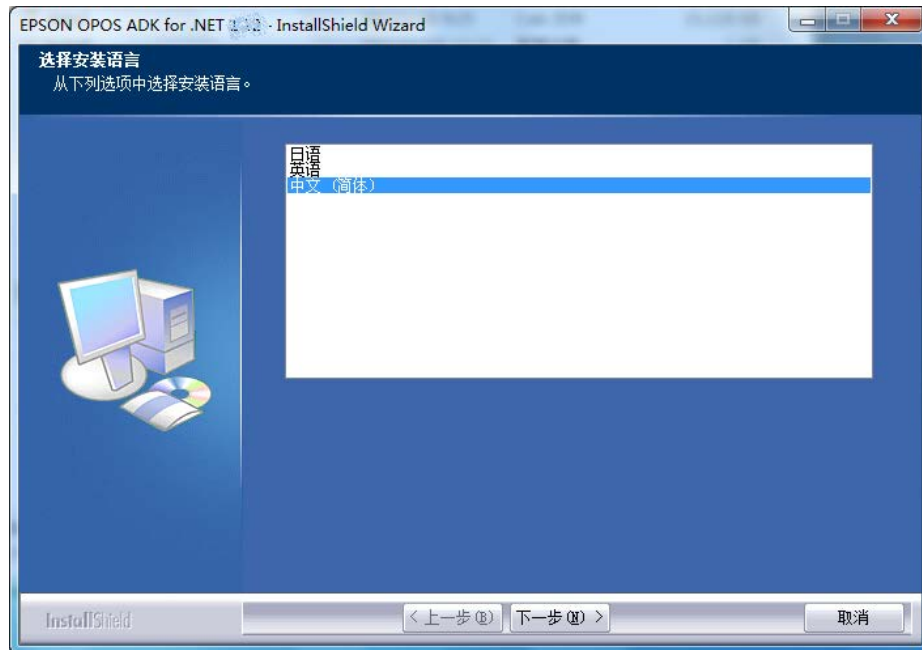 EPSON OPOS ADK for .NET - InstallShield Wizard
选择安装语言
从下列选项中选择安装语言。
日语
英语
中文 (简体)
InstallShield
< 上一步(B)
下一步(N) >
取消